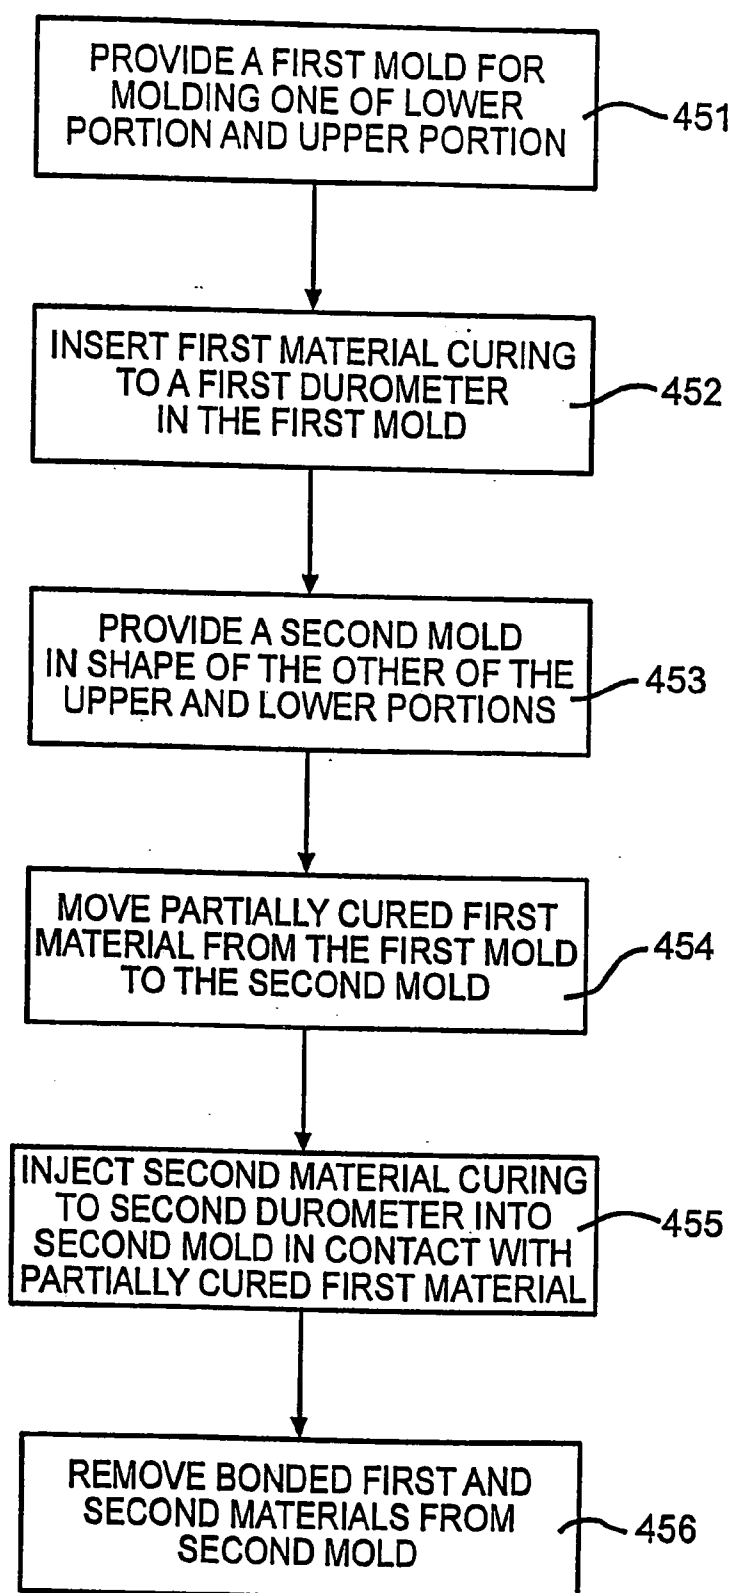 PROVIDE A FIRST MOLD FOR
MOLDING ONE OF LOWER
PORTION AND UPPER PORTION
451
INSERT FIRST MATERIAL CURING
TO A FIRST DUROMETER
IN THE FIRST MOLD
452
PROVIDE A SECOND MOLD
IN SHAPE OF THE OTHER OF THE
UPPER AND LOWER PORTIONS
453
MOVE PARTIALLY CURED FIRST
MATERIAL FROM THE FIRST MOLD
TO THE SECOND MOLD
454
INJECT SECOND MATERIAL CURING
TO SECOND DUROMETER INTO
SECOND MOLD IN CONTACT WITH
PARTIALLY CURED FIRST MATERIAL
455
REMOVE BONDED FIRST AND
SECOND MATERIALS FROM
SECOND MOLD
456